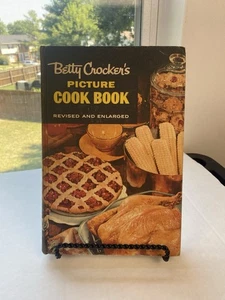 Betty Crocker's
PICTURE
COOK BOOK
REVISED AND ENLARGED